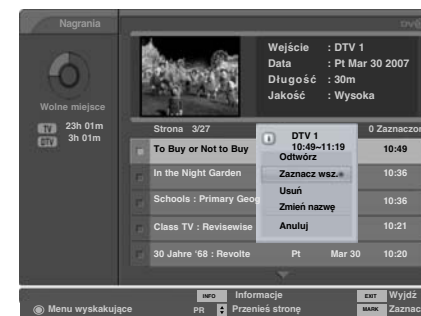 Nagrania
Wejście : DTV 1
Data : Pt Mar 30 2007
Długość : 30m
Jakość : Wysoka
Wolne miejsce
TV 23h 01m
DTV 3h 01m
Strona 3/27 0 Zaznaczo
To Buy or Not to Buy 10:49
In the Night Garden 10:36
Schools : Primary Geog 10:36
Class TV : Revisewise 10:21
30 Jahre '68 : Revolte Pt Mar 30 10:20
DTV 1
10:49~11:19
Odtwórz
Zaznacz wsz.
Usuń
Zmień nazwę
Anuluj
INFO Informacje EXIT Wyjdź
Menu wyskakujące PR Przenieś stronę MARK Zaznac